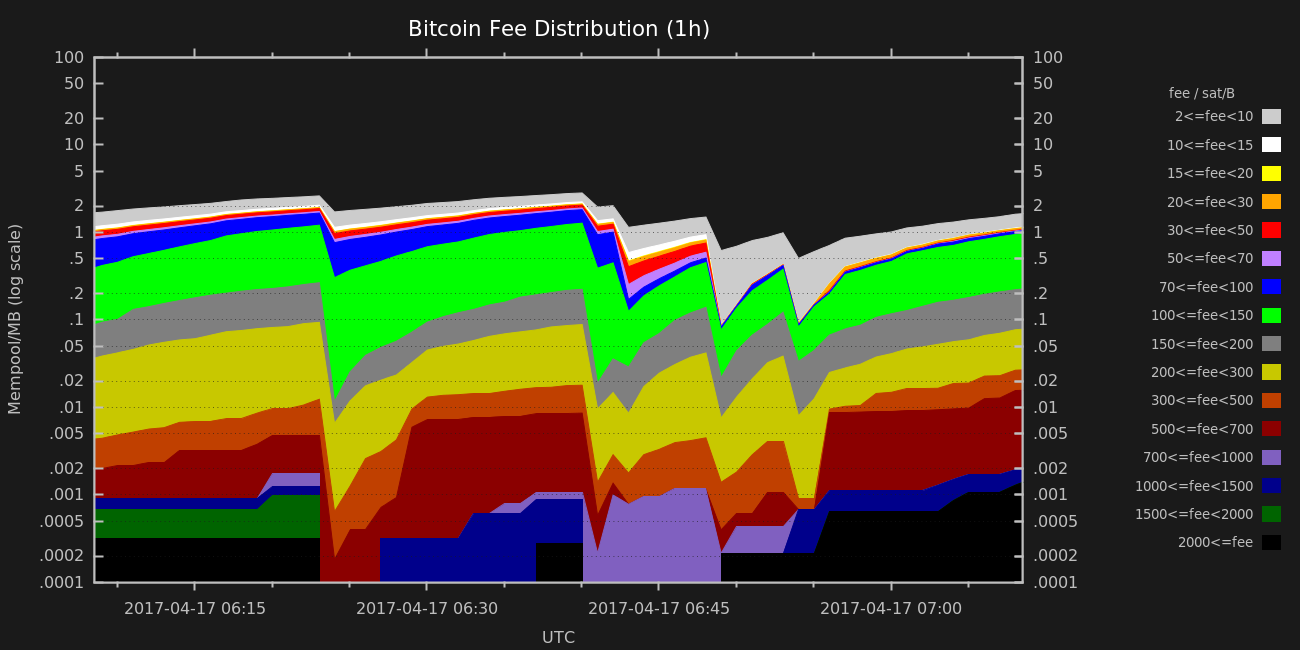 Bitcoin Fee Distribution (1h)
100 100
50 50
20 20
10 10
5 5
2 2
1 1
.5 .5
.2 .2
.1 .1
.05 .05
.02 .02
.01 .01
.005 .005
.002 .002
.001 .001
.0005 .0005
.0002 .0002
.0001 .0001
Mempool/MB (log scale)
2017-04-17 06:15 2017-04-17 06:30 2017-04-17 06:45 2017-04-17 07:00
UTC
fee / sat/B
2<=fee<10
10<=fee<15
15<=fee<20
20<=fee<30
30<=fee<50
50<=fee<70
70<=fee<100
100<=fee<150
150<=fee<200
200<=fee<300
300<=fee<500
500<=fee<700
700<=fee<1000
1000<=fee<1500
1500<=fee<2000
2000<=fee